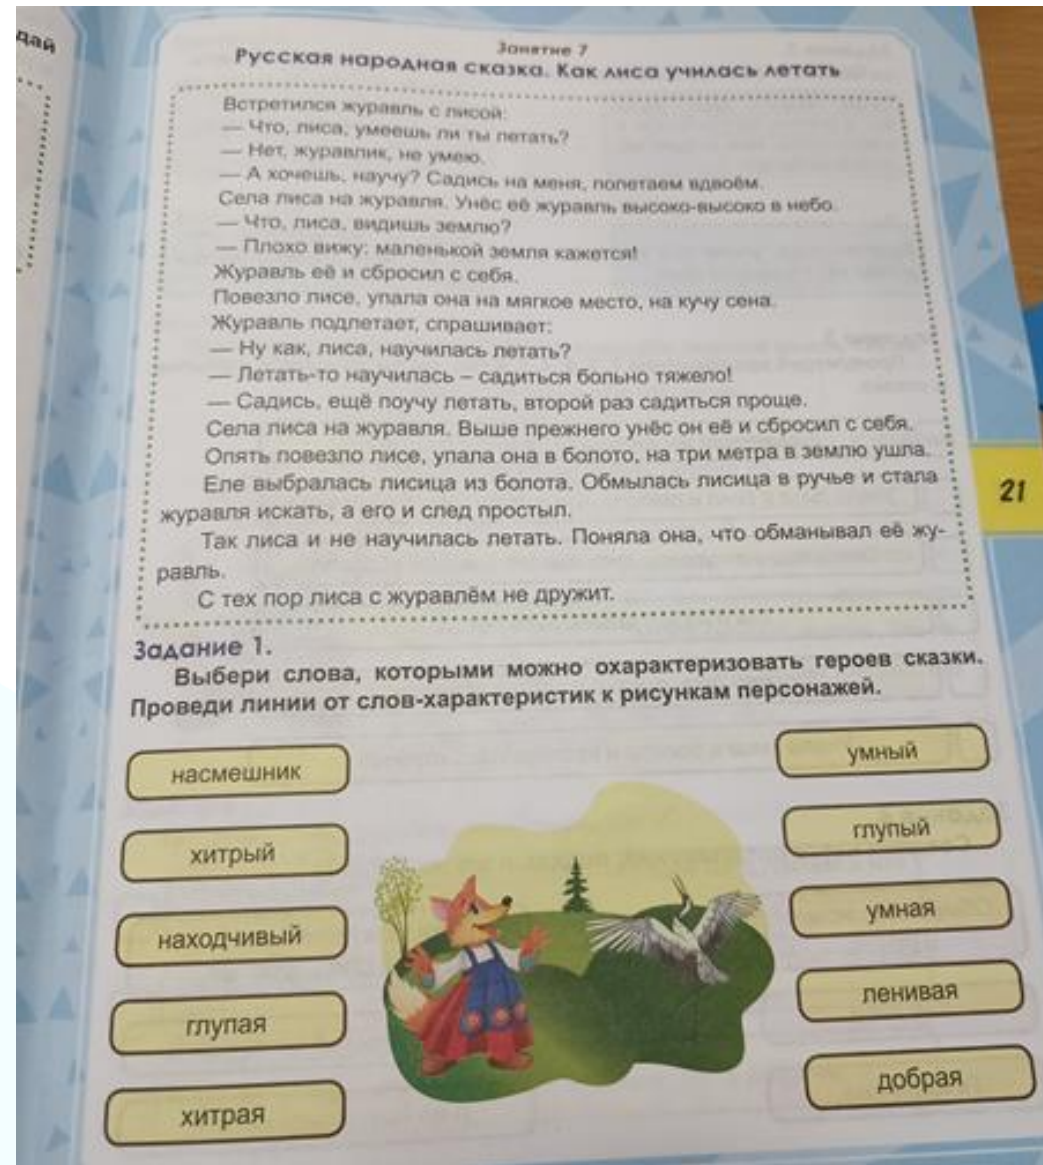 дай
Занятие 7
Русская народная сказка. Как лиса училась летать
Встретился журавль с лисой:
— Что, лиса, умеешь ли ты летать?
— Нет, журавлик, не умею.
— А хочешь, научу? Садись на меня, полетаем вдвоём.
Села лиса на журавля. Унёс её журавль высоко-высоко в небо.
— Что, лиса, видишь землю?
— Плохо вижу: маленькой земля кажется!
Журавль её и сбросил с себя.
Повезло лисе, упала она на мягкое место, на кучу сена.
Журавль подлетает, спрашивает:
— Ну как, лиса, научилась летать?
— Летать-то научилась – садиться больно тяжело!
— Садись, ещё поучу летать, второй раз садиться проще.
Села лиса на журавля. Выше прежнего унёс он её и сбросил с себя.
Опять повезло лисе, упала она в болото, на три метра в землю ушла.
Еле выбралась лисица из болота. Обмылась лисица в ручье и стала
журавля искать, а его и след простыл.
Так лиса и не научилась летать. Поняла она, что обманывал её жу-
равль.
С тех пор лиса с журавлём не дружит.
21
Задание 1.
Выбери слова, которыми можно охарактеризовать героев сказки.
Проведи линии от слов-характеристик к рисункам персонажей.
насмешник
хитрый
находчивый
глупая
хитрая
умный
глупый
умная
ленивая
добрая